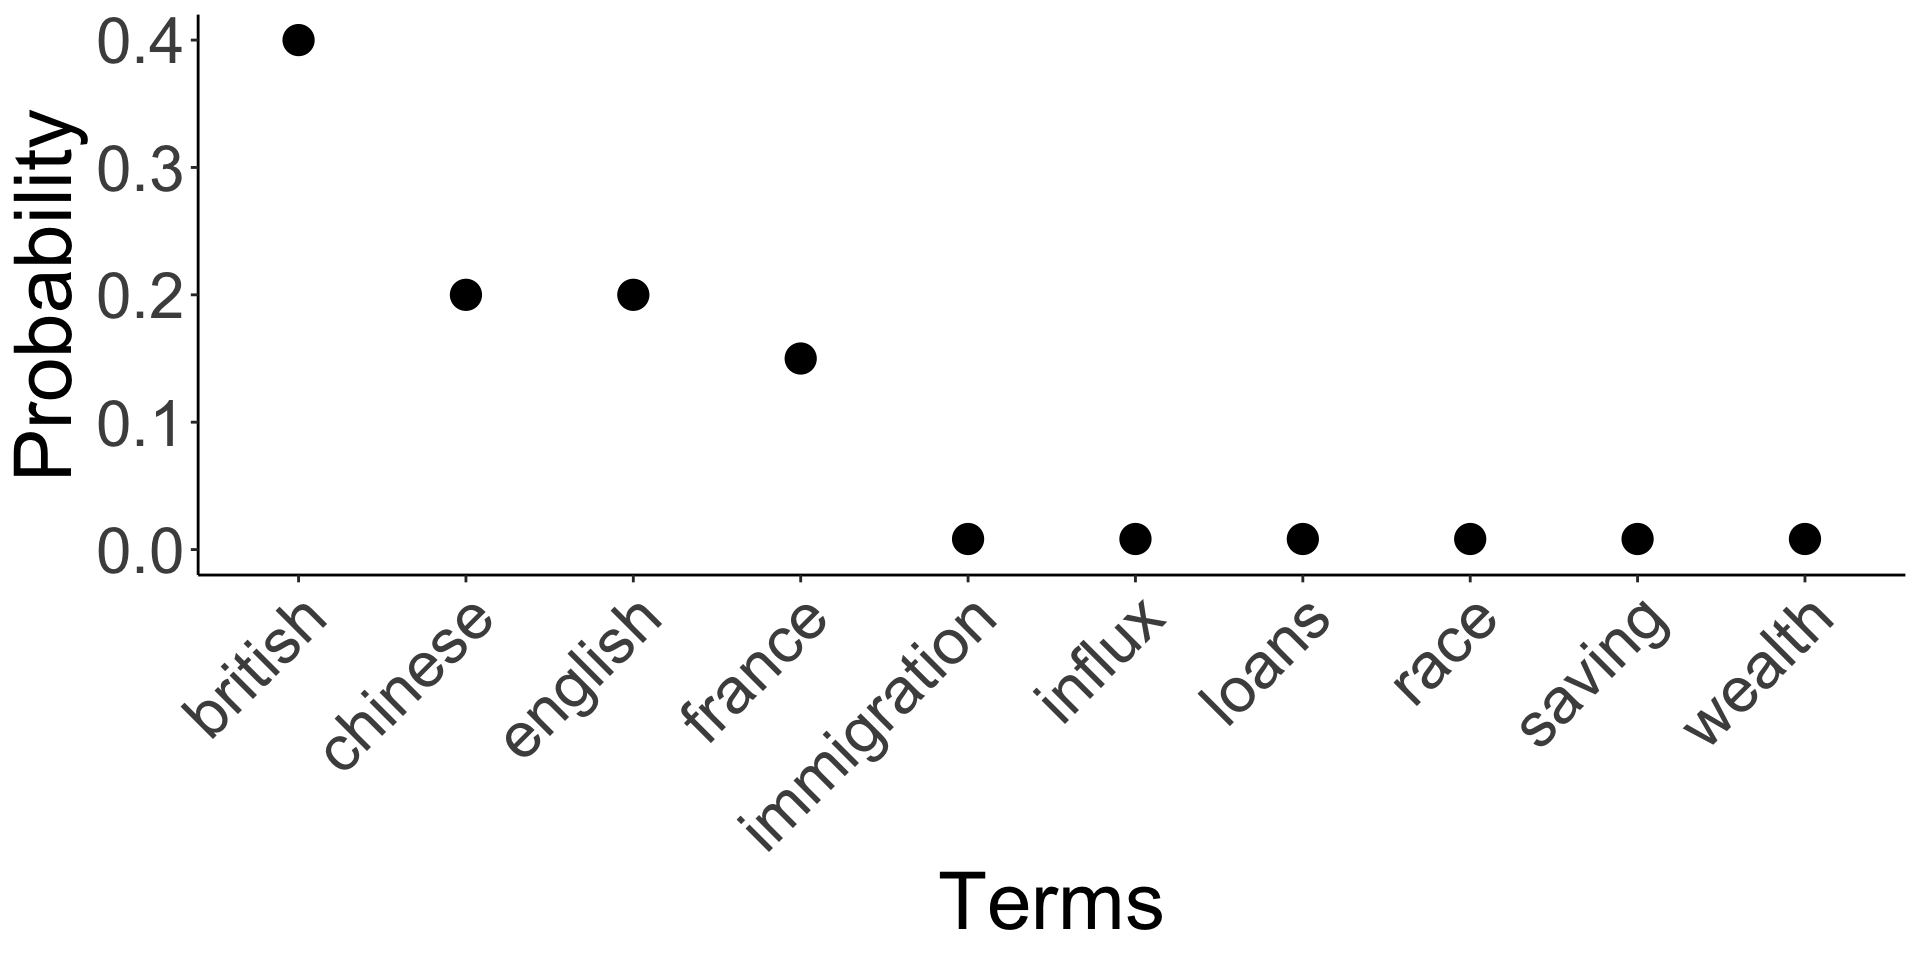 Probability
0.4
0.3
0.2
0.1
0.0
british
chinese
english
france
immigration
influx
loans
race
saving
wealth
Terms